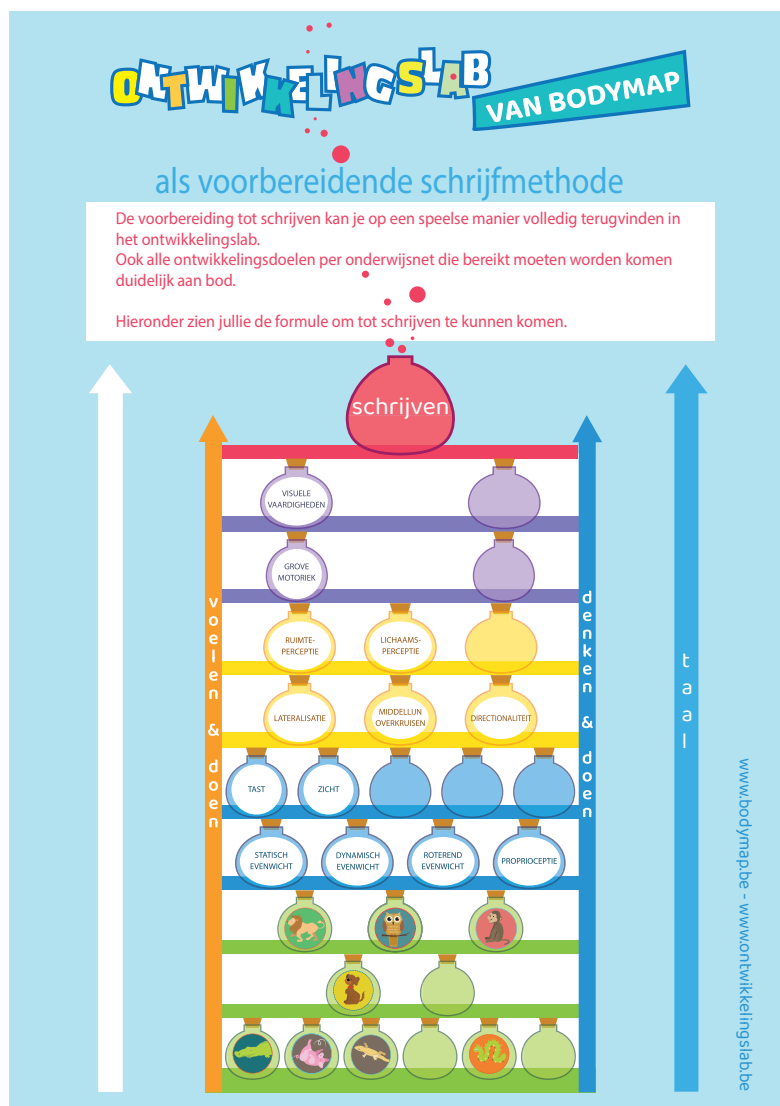 ONTWIKKELINGSLAB
VAN BODYMAP
als voorbereidende schrijfmethode
De voorbereiding tot schrijven kan je op een speelse manier volledig terugvinden in
het ontwikkelingslab.
Ook alle ontwikkelingsdoelen per onderwijsnet die bereikt moeten worden komen
duidelijk aan bod.
Hieronder zien jullie de formule om tot schrijven te kunnen komen.
schrijven
VISUELE
VAARDIGHEDEN
GROVE
MOTORIEK
RUIMTE-
PERCEPTIE
LICHAAMS-
PERCEPTIE
LATERALISATIE
MIDDELLIJN
OVERKRUISEN
DIRECTIONALITEIT
TAST
ZICHT
STATISCH
EVENWICHT
DYNAMISCH
EVENWICHT
ROTEREND
EVENWICHT
PROPRIOCEPTIE
voelen & doen
denken & doen
taal
www.bodymap.be - www.ontwikkelingslab.be